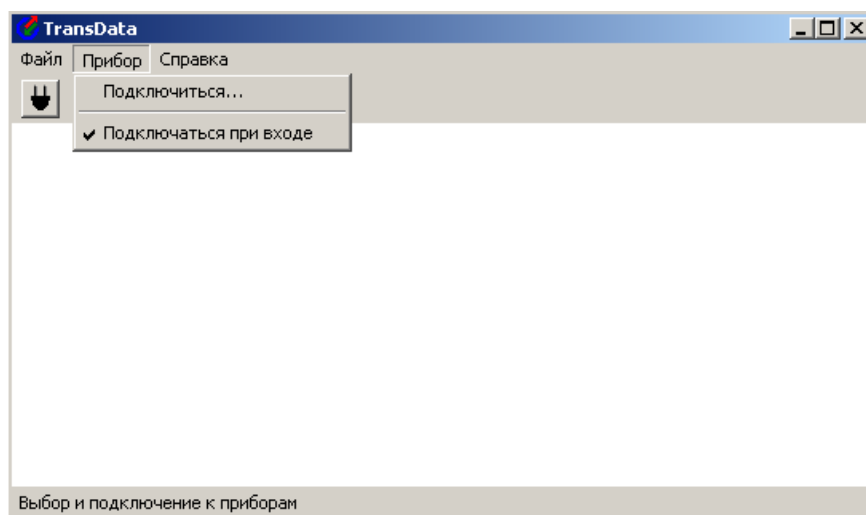 TransData
Файл Прибор Справка
Подключиться...
Подключаться при входе
Выбор и подключение к приборам